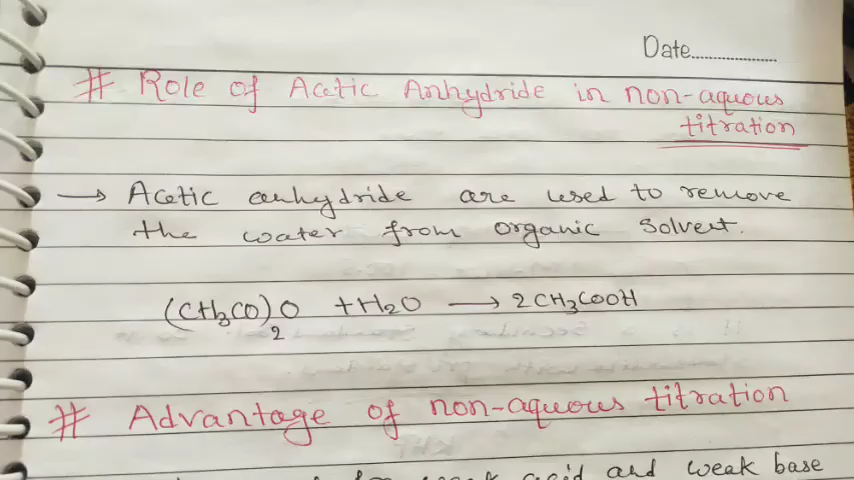 Date..................
# Role of Acetic Anhydride in non-aquous
titration
→ Acetic anhydride are used to remove
the water from organic solvent.
(CH3CO)2O + H2O → 2CH3COOH
# Advantage of non-aquous titration
acid and weak base